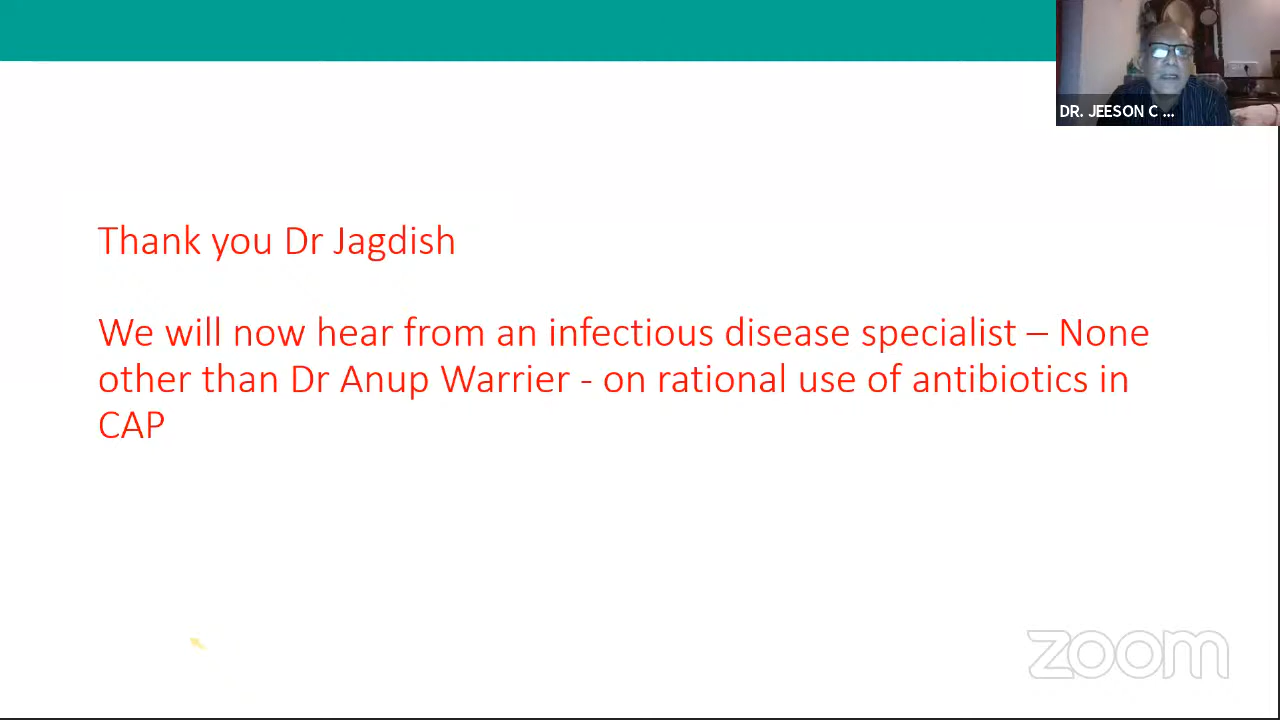 DR. JEESON C ...
Thank you Dr Jagdish
We will now hear from an infectious disease specialist – None
other than Dr Anup Warrier - on rational use of antibiotics in
CAP
zoom